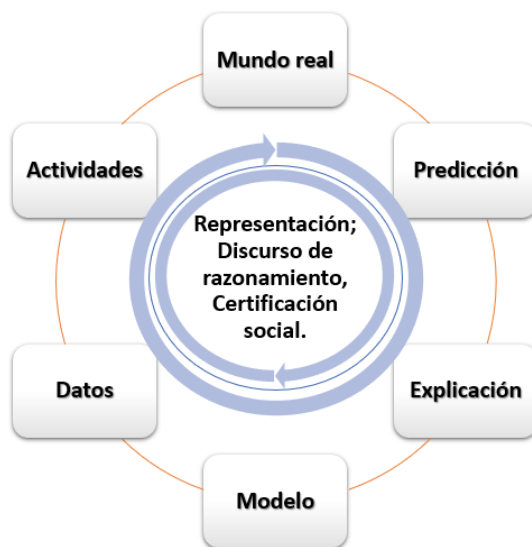 Mundo real
Predicción
Explicación
Modelo
Datos
Actividades
Representación;
Discurso de
razonamiento,
Certificación
social.